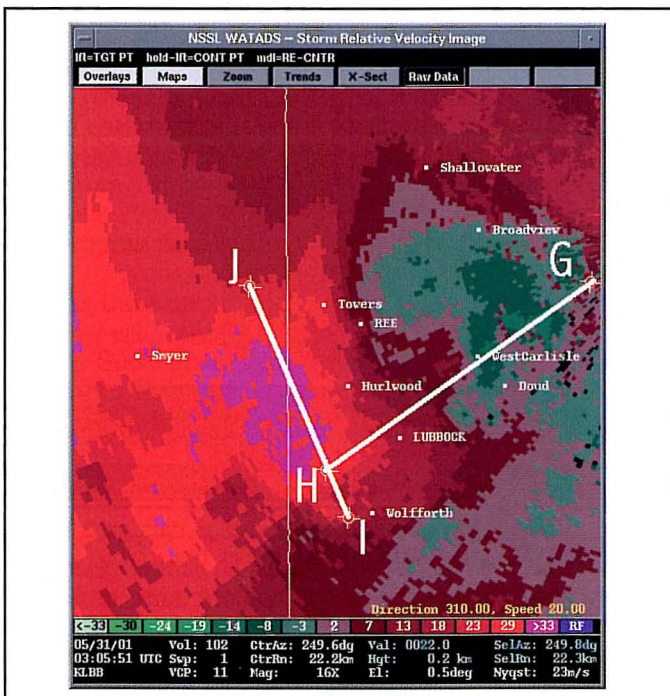 NSSL WATADS - Storm Relative Velocity Image
lft=TGT PT hold-lft=CONT PT mdl=RE-CNTR
Overlays Maps Zoom Trends X-Sect Raw Data
Shallowater
Broadview
G
J
Towers
REE
Smyer
WestCarlisle
Hurlwood
Doud
LUBBOCK
H
Wolfforth
I
Direction 310.00, Speed 20.00
<-33 -30 -24 -19 -14 -8 -3 2 7 13 18 23 29 >33 RF
05/31/01 Vol: 102 CtrAz: 249.6dg Val: 0022.0 SelAz: 249.8dg
03:05:51 UTC Swp: 1 CtrRn: 22.2km Hgt: 0.2 km SelRn: 22.3km
KLBB VCP: 11 Mag: 16X El: 0.5deg Nyqst: 23m/s